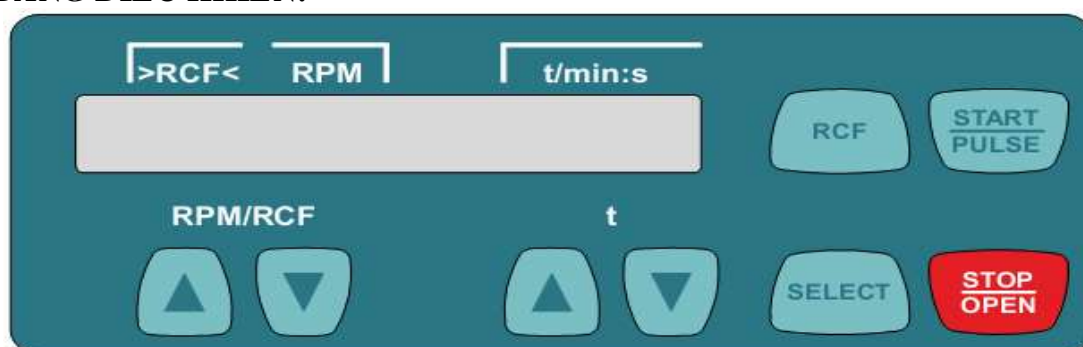 >RCF< RPM t/min:s
RCF
START
PULSE
RPM/RCF t
SELECT
STOP
OPEN